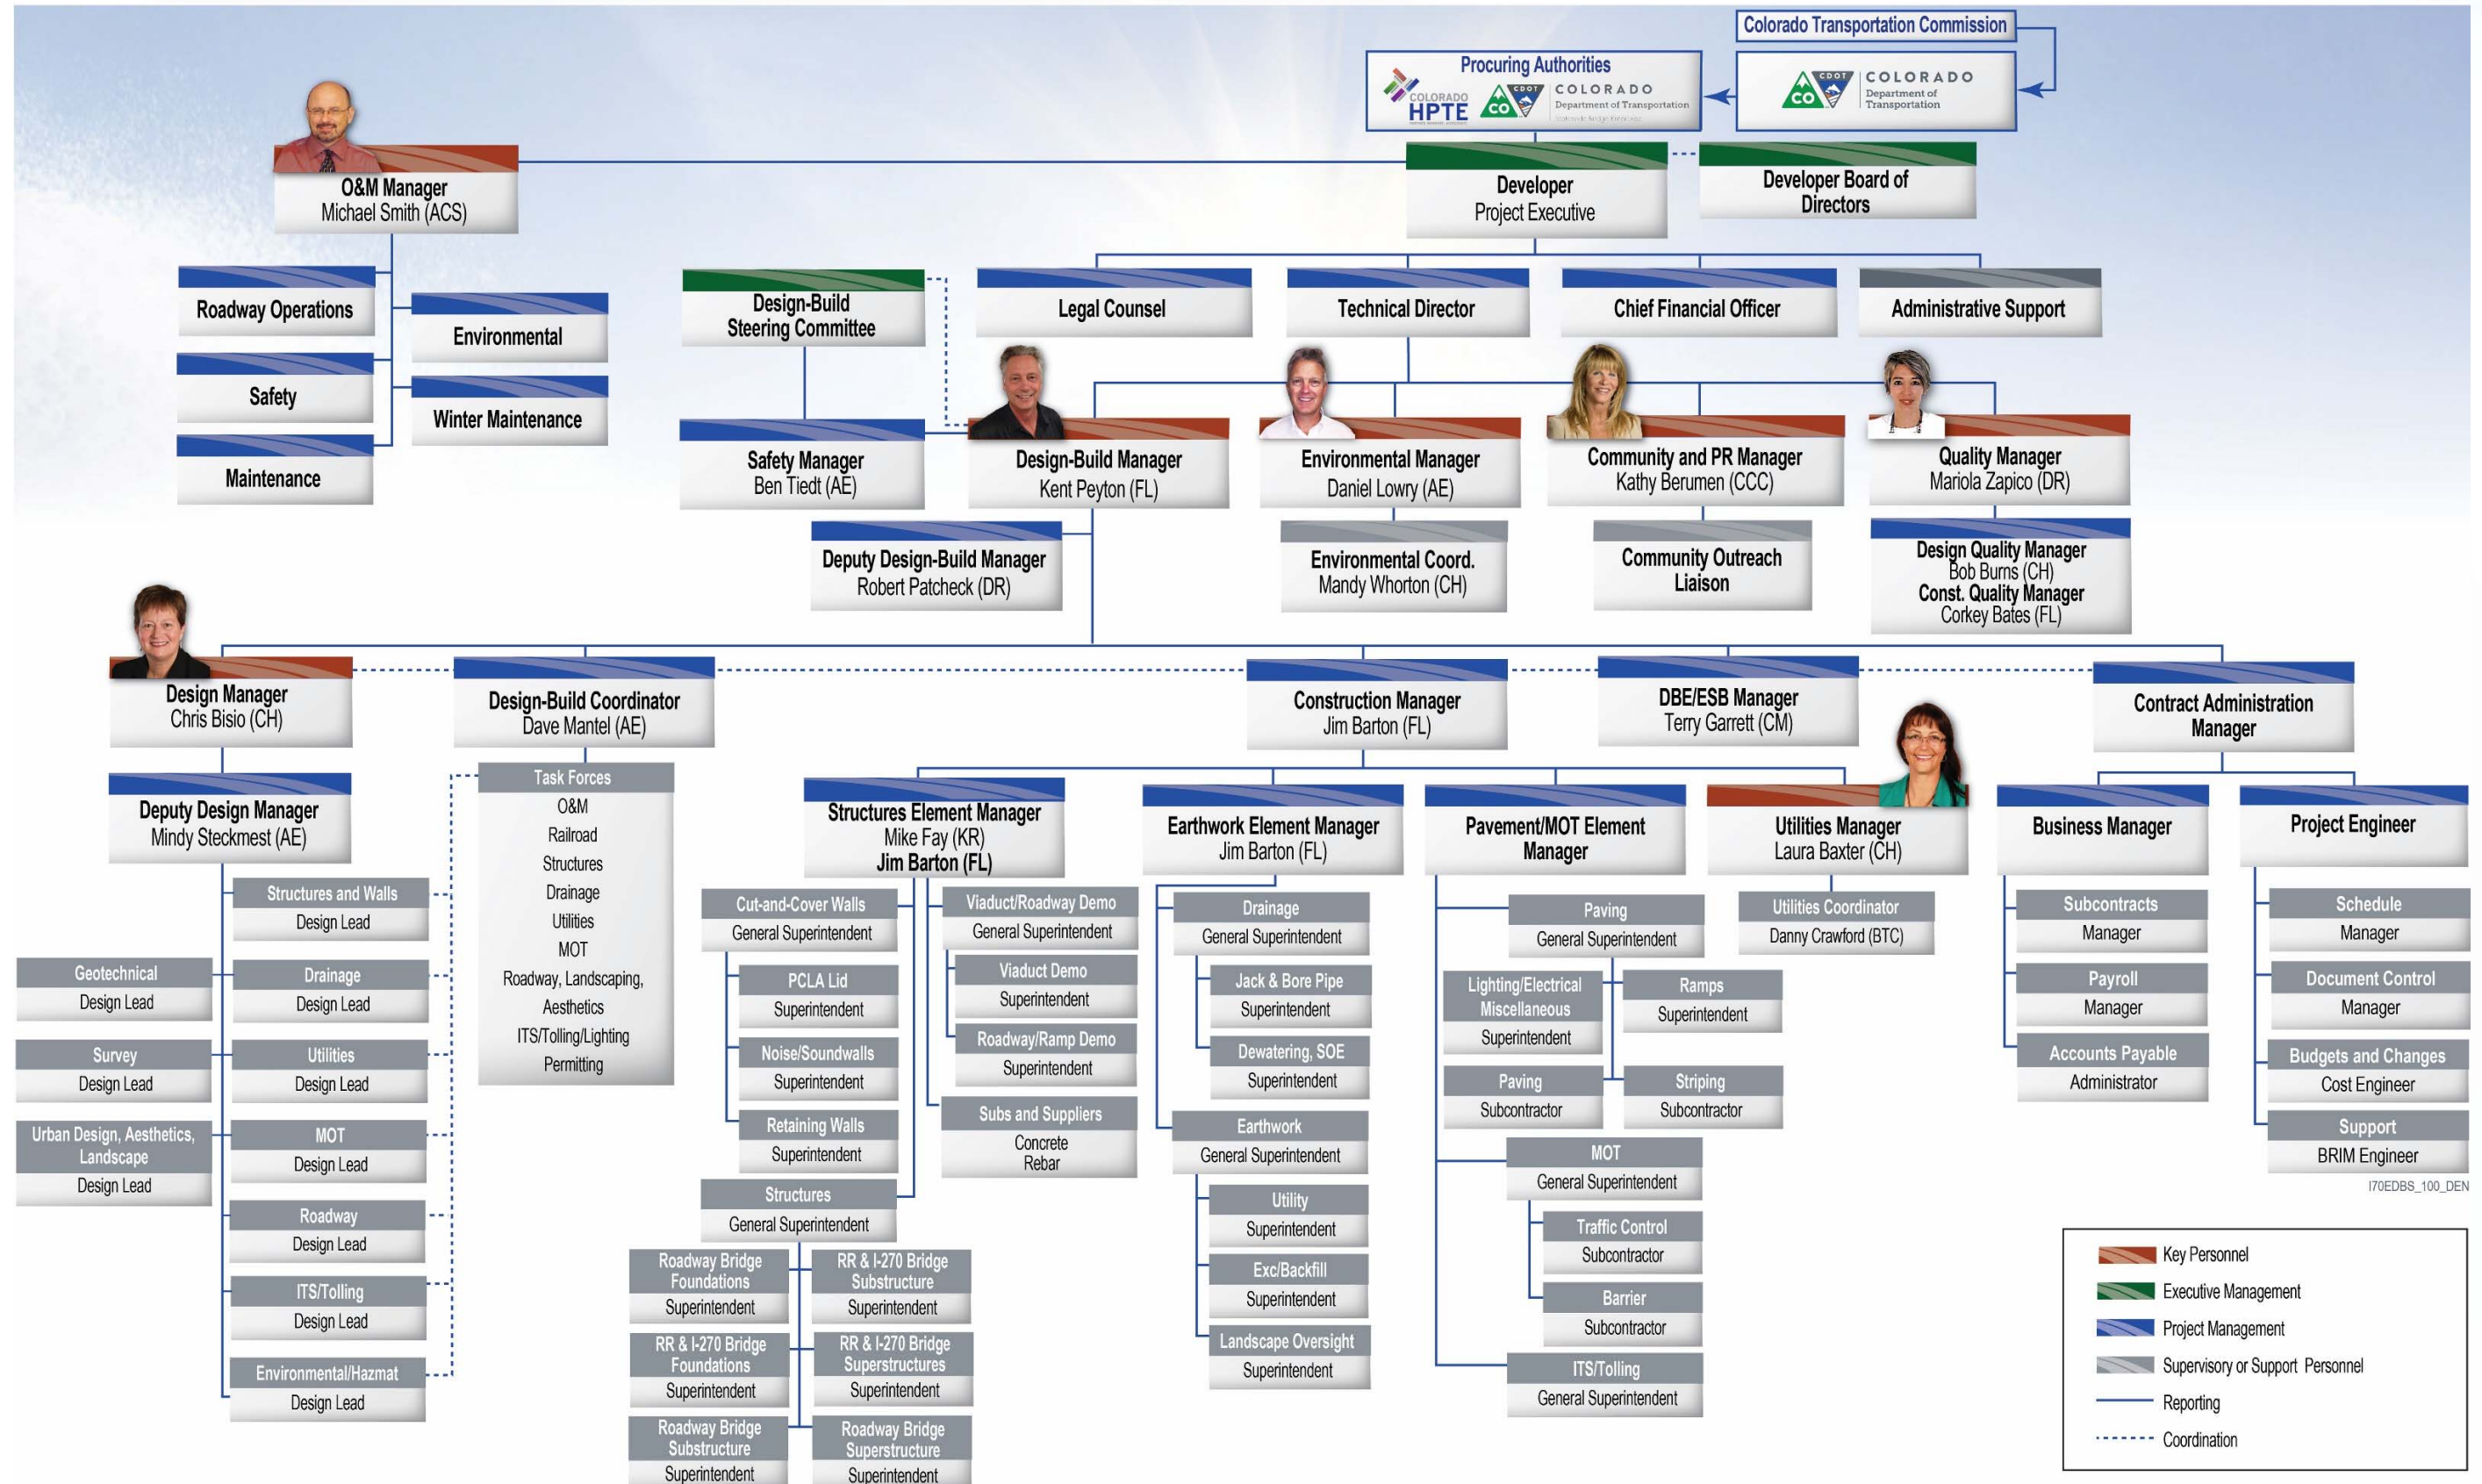 Colorado Transportation Commission
Procuring Authorities
COLORADO
HPTE
CDOT
CO
COLORADO
Department of Transportation
CDOT
CO
COLORADO
Department of
Transportation
O&M Manager
Michael Smith (ACS)
Developer
Project Executive
Developer Board of
Directors
Roadway Operations
Environmental
Safety
Winter Maintenance
Maintenance
Design-Build
Steering Committee
Legal Counsel
Technical Director
Chief Financial Officer
Administrative Support
Safety Manager
Ben Tiedt (AE)
Design-Build Manager
Kent Peyton (FL)
Environmental Manager
Daniel Lowry (AE)
Community and PR Manager
Kathy Berumen (CCC)
Quality Manager
Mariola Zapico (DR)
Deputy Design-Build Manager
Robert Patcheck (DR)
Environmental Coord.
Mandy Whorton (CH)
Community Outreach
Liaison
Design Quality Manager
Bob Burns (CH)
Const. Quality Manager
Corkey Bates (FL)
Design Manager
Chris Bisio (CH)
Design-Build Coordinator
Dave Mantel (AE)
Construction Manager
Jim Barton (FL)
DBE/ESB Manager
Terry Garrett (CM)
Contract Administration
Manager
Deputy Design Manager
Mindy Steckmest (AE)
Structures and Walls
Design Lead
Geotechnical
Design Lead
Drainage
Design Lead
Survey
Design Lead
Utilities
Design Lead
Urban Design, Aesthetics,
Landscape
Design Lead
MOT
Design Lead
Roadway
Design Lead
ITS/Tolling
Design Lead
Environmental/Hazmat
Design Lead
Task Forces
O&M
Railroad
Structures
Drainage
Utilities
MOT
Roadway, Landscaping,
Aesthetics
ITS/Tolling/Lighting
Permitting
Structures Element Manager
Mike Fay (KR)
Jim Barton (FL)
Cut-and-Cover Walls
General Superintendent
PCLA Lid
Superintendent
Noise/Soundwalls
Superintendent
Retaining Walls
Superintendent
Viaduct/Roadway Demo
General Superintendent
Viaduct Demo
Superintendent
Roadway/Ramp Demo
Superintendent
Subs and Suppliers
Concrete
Rebar
Structures
General Superintendent
Roadway Bridge
Foundations
Superintendent
RR & I-270 Bridge
Substructure
Superintendent
RR & I-270 Bridge
Foundations
Superintendent
RR & I-270 Bridge
Superstructures
Superintendent
Roadway Bridge
Substructure
Superintendent
Roadway Bridge
Superstructure
Superintendent
Earthwork Element Manager
Jim Barton (FL)
Drainage
General Superintendent
Jack & Bore Pipe
Superintendent
Dewatering, SOE
Superintendent
Earthwork
General Superintendent
Utility
Superintendent
Exc/Backfill
Superintendent
Landscape Oversight
Superintendent
Pavement/MOT Element
Manager
Paving
General Superintendent
Lighting/Electrical
Miscellaneous
Superintendent
Ramps
Superintendent
Paving
Subcontractor
Striping
Subcontractor
MOT
General Superintendent
Traffic Control
Subcontractor
Barrier
Subcontractor
ITS/Tolling
General Superintendent
Utilities Manager
Laura Baxter (CH)
Utilities Coordinator
Danny Crawford (BTC)
Business Manager
Subcontracts
Manager
Payroll
Manager
Accounts Payable
Administrator
Project Engineer
Schedule
Manager
Document Control
Manager
Budgets and Changes
Cost Engineer
Support
BRIM Engineer
I70EDBS_100_DEN
Key Personnel
Executive Management
Project Management
Supervisory or Support Personnel
Reporting
Coordination